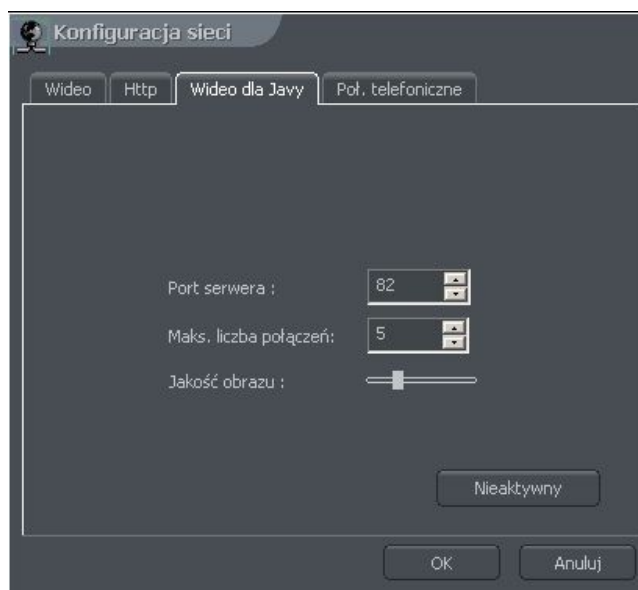 Konfiguracja sieci
Wideo Http Wideo dla Javy Poł. telefoniczne
Port serwera : 82
Maks. liczba połączeń: 5
Jakość obrazu :
Nieaktywny
OK Anuluj